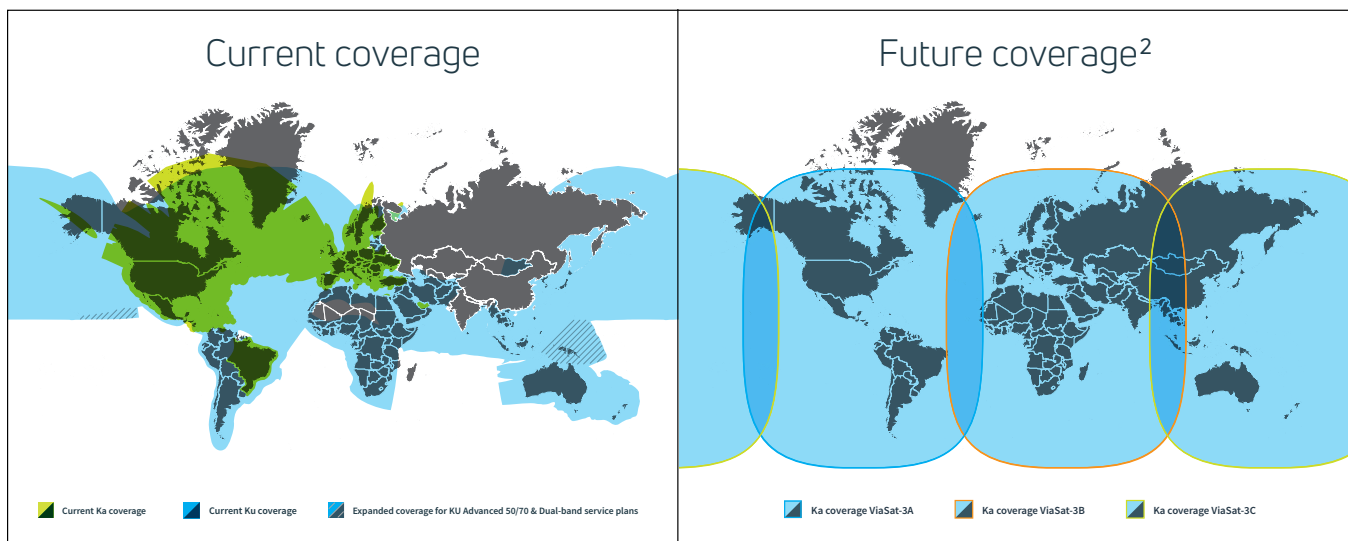 Current coverage
Current Ka coverage
Current Ku coverage
Expanded coverage for KU Advanced 50/70 & Dual-band service plans
Future coverage²
Ka coverage ViaSat-3A
Ka coverage ViaSat-3B
Ka coverage ViaSat-3C